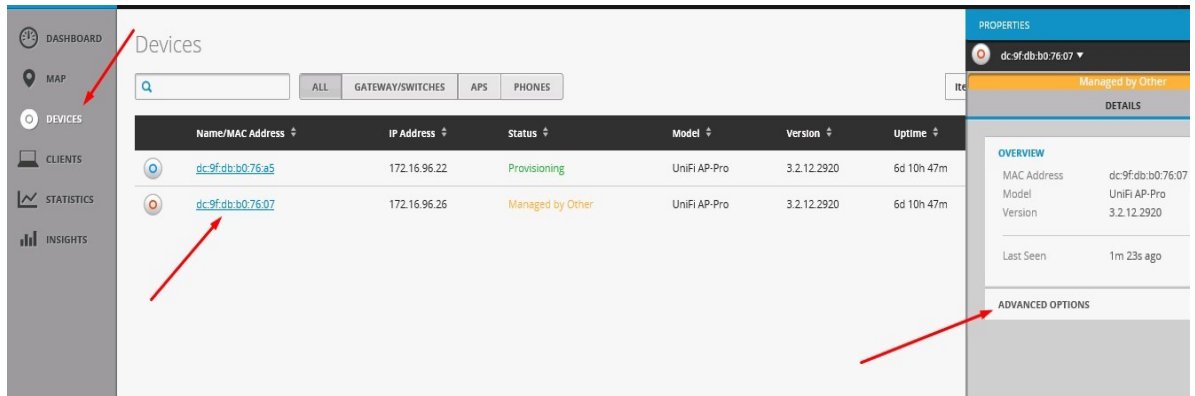 DASHBOARD
MAP
DEVICES
CLIENTS
STATISTICS
INSIGHTS
Devices
ALL GATEWAY/SWITCHES APS PHONES
Name/MAC Address IP Address Status Model Version Uptime
dc:9f:db:b0:76:a5 172.16.96.22 Provisioning UniFi AP-Pro 3.2.12.2920 6d 10h 47m
dc:9f:db:b0:76:07 172.16.96.26 Managed by Other UniFi AP-Pro 3.2.12.2920 6d 10h 47m
PROPERTIES
dc:9f:db:b0:76:07
Managed by Other
DETAILS
OVERVIEW
MAC Address dc:9f:db:b0:76:07
Model UniFi AP-Pro
Version 3.2.12.2920
Last Seen 1m 23s ago
ADVANCED OPTIONS